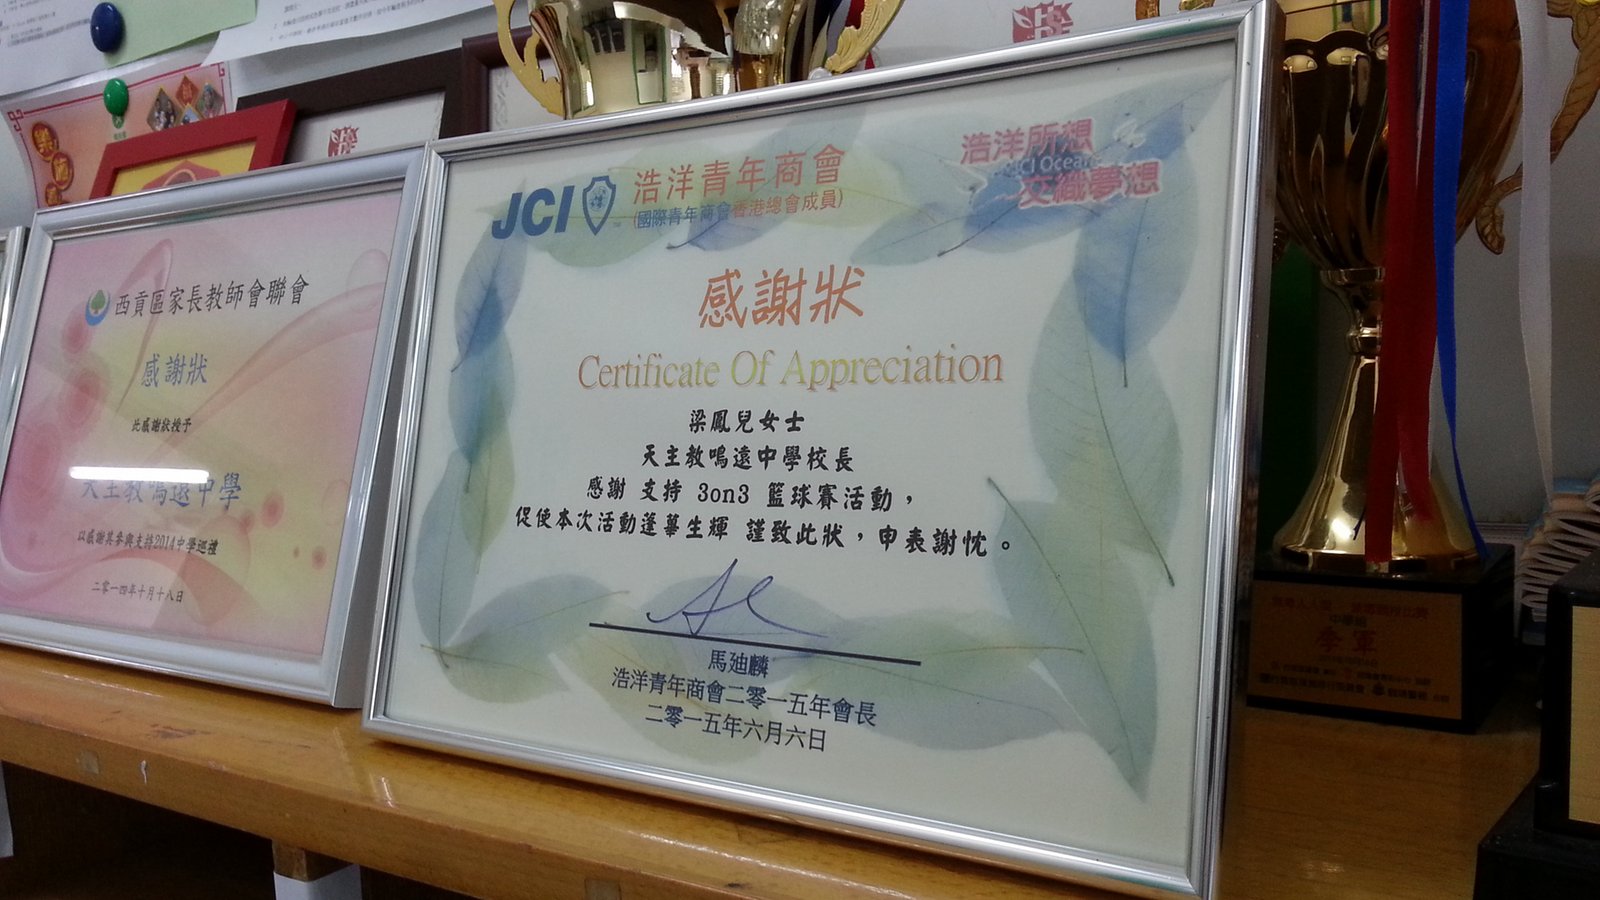 西貢區家長教師會聯會
感謝狀
此感謝狀授予
天主教鳴遠中學
以感謝其參與支持2014中學巡禮
二零一四年十月十八日
JCI
浩洋青年商會
(國際青年商會香港總會成員)
浩洋所想
JCI Ocean
交織夢想
感謝狀
Certificate Of Appreciation
梁鳳兒女士
天主教鳴遠中學校長
感謝 支持 3on3 籃球賽活動，
促使本次活動蓬蓽生輝 謹致此狀，申表謝忱。
馬廸麟
浩洋青年商會二零一五年會長
二零一五年六月六日
中學組
季軍